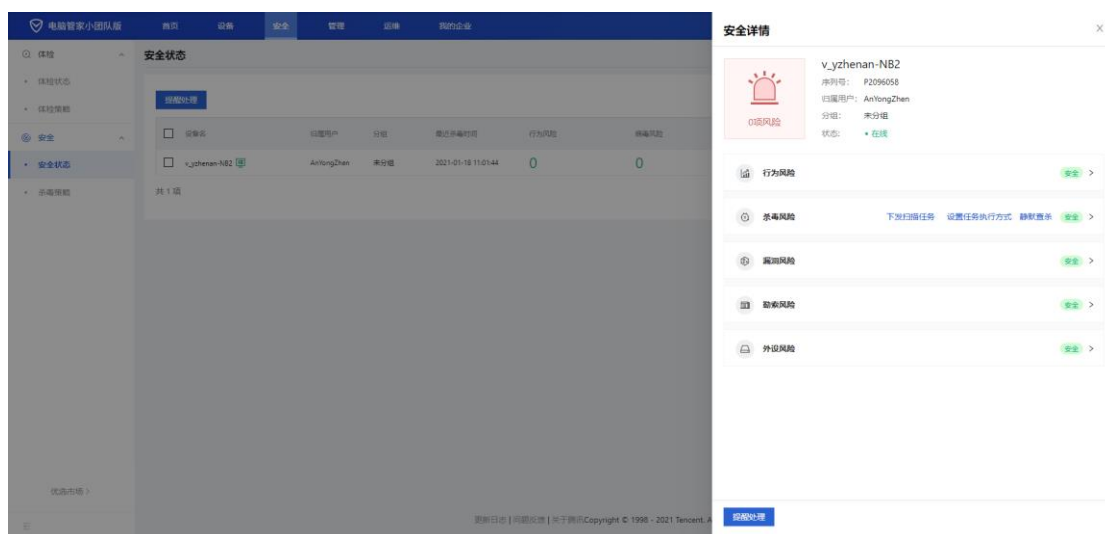 电脑管家小团队版
首页 设备 安全 管理 运维 我的企业
体检
体检状态
体检策略
安全
安全状态
杀毒策略
优选市场 >
安全状态
提醒处理
设备名 归属用户 分组 最近杀毒时间 行为风险 病毒风险
v_yzhenan-NB2 AnYongZhen 未分组 2021-01-18 11:01:44 0 0
共 1 项
更新日志 | 问题反馈 | 关于腾讯Copyright © 1998 - 2021 Tencent. A
安全详情
0项风险
v_yzhenan-NB2
序列号: P2096058
归属用户: AnYongZhen
分组: 未分组
状态: • 在线
行为风险 安全 >
杀毒风险 下发扫描任务 设置任务执行方式 静默查杀 安全 >
漏洞风险 安全 >
勒索风险 安全 >
外设风险 安全 >
提醒处理